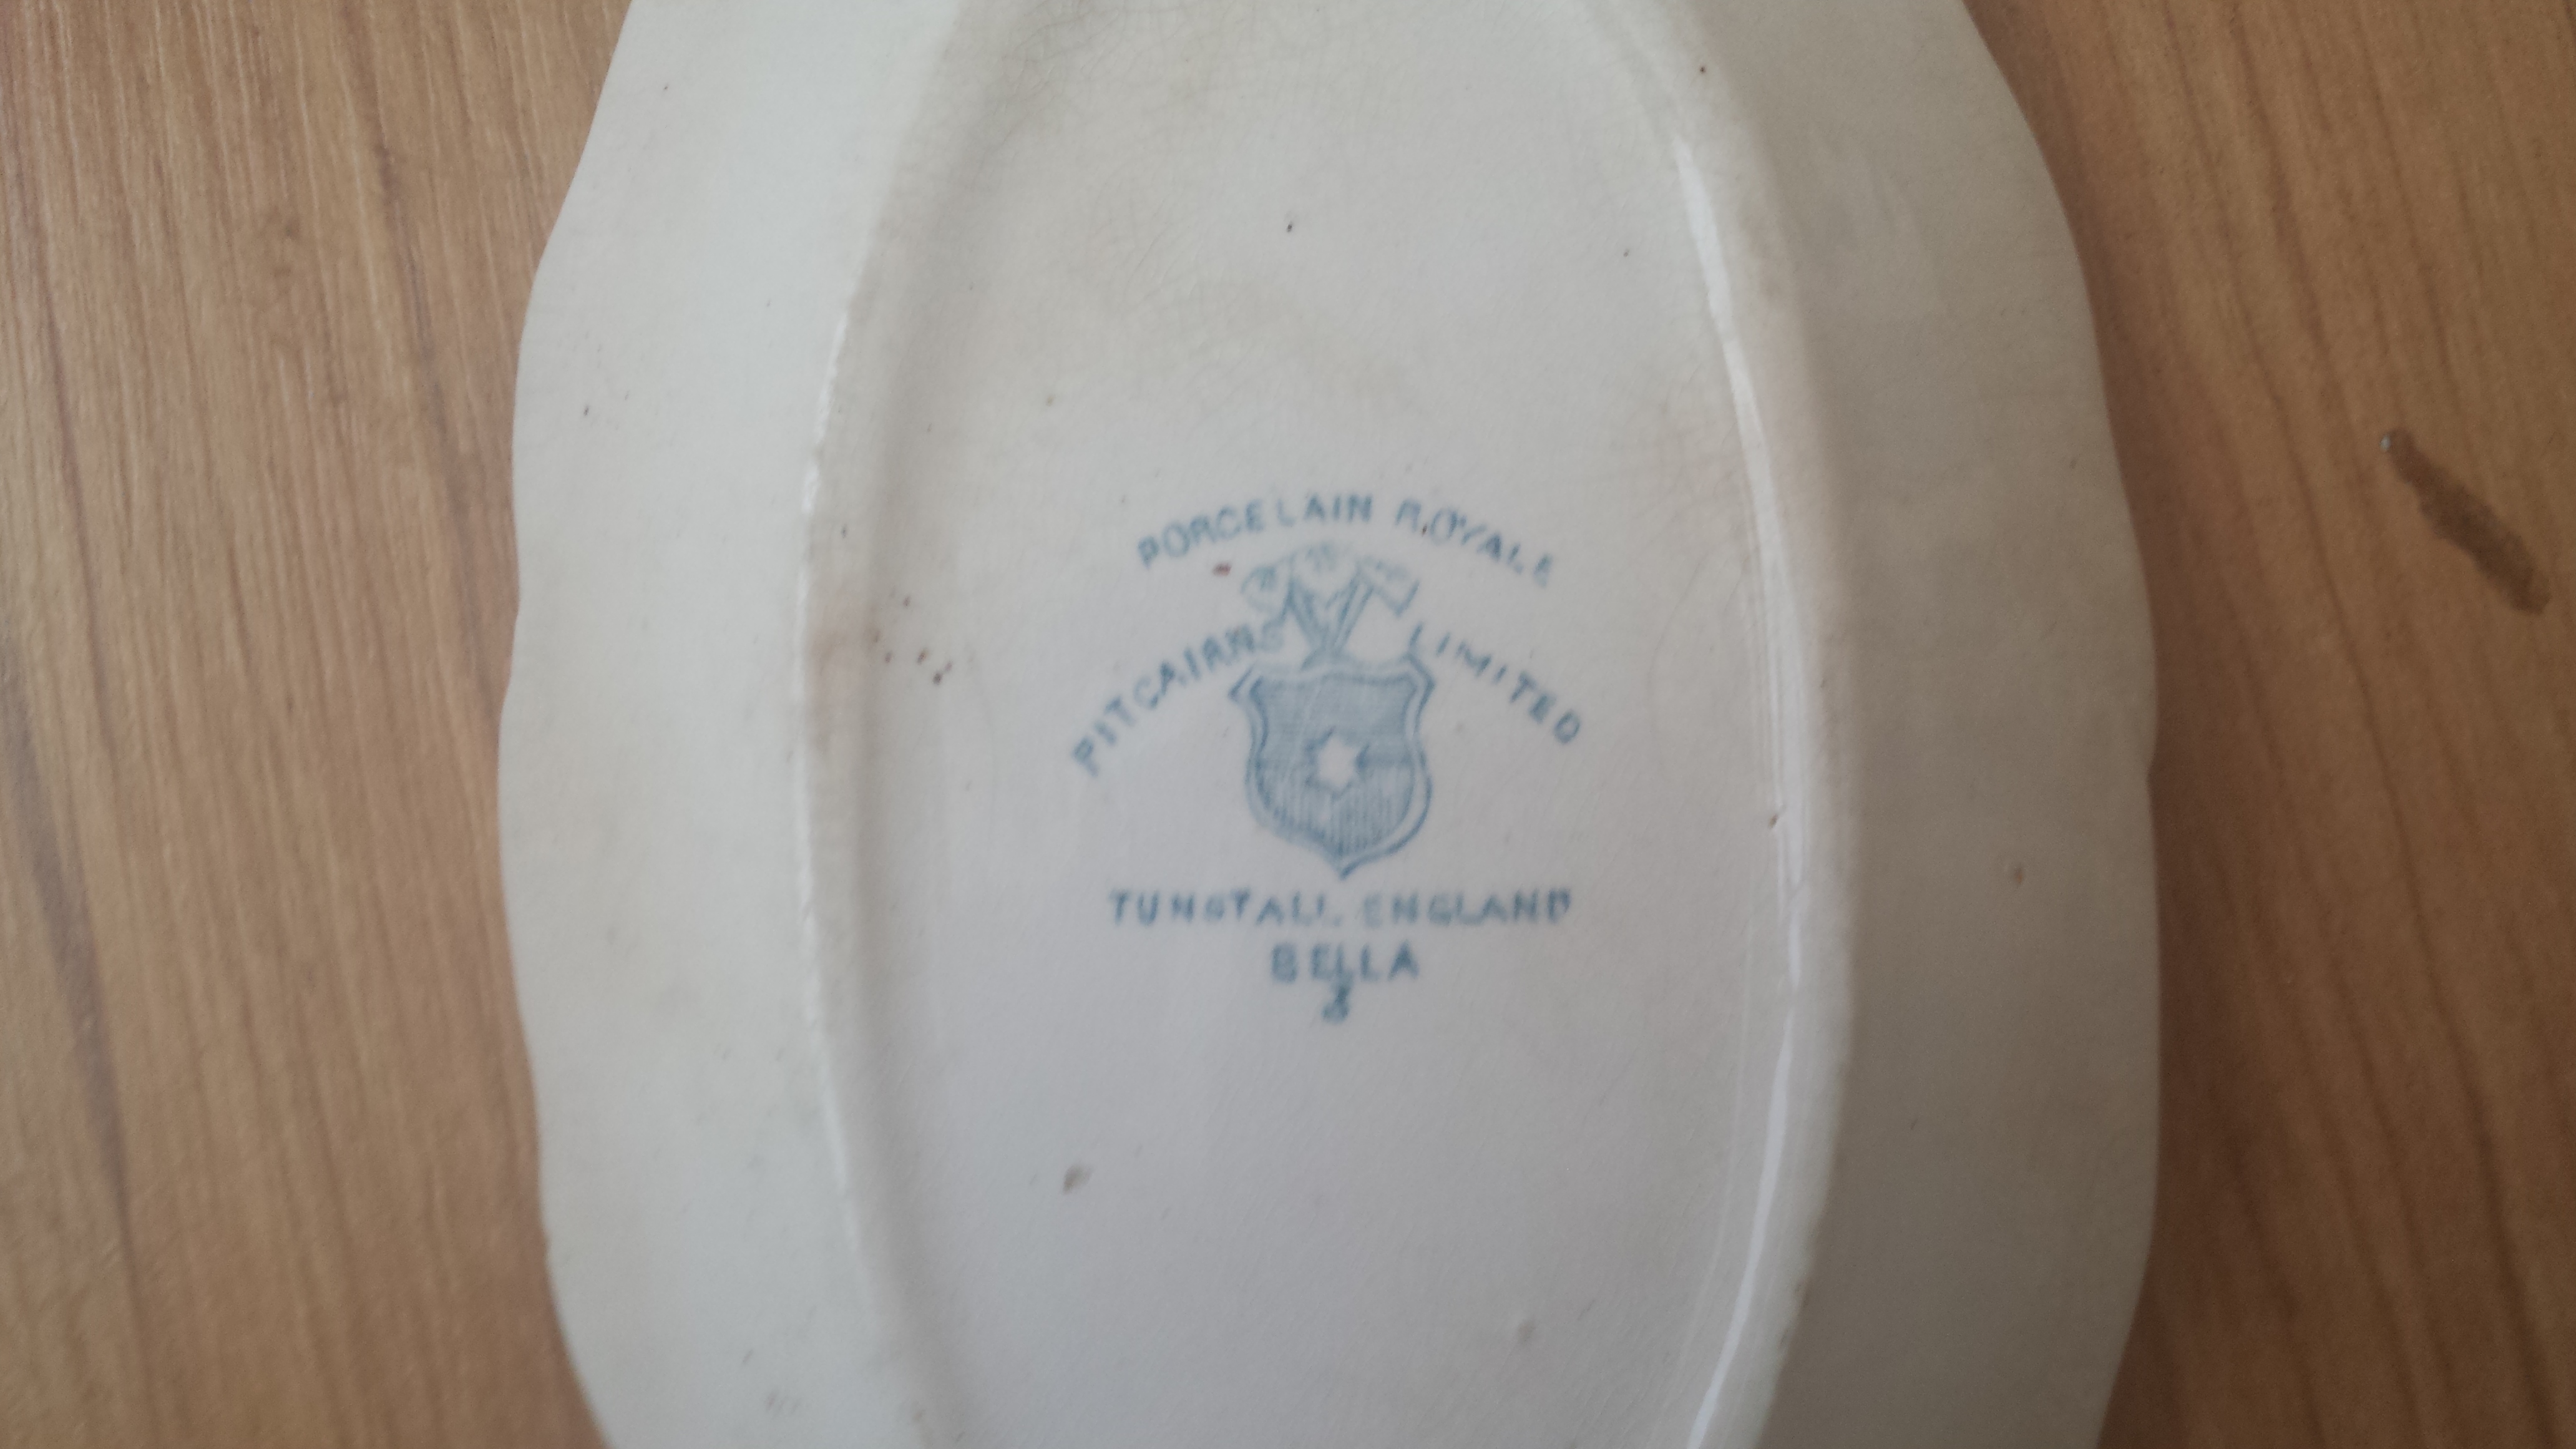 PORCELAIN ROYALE
PITCAIRNS LIMITED
TUNSTALL. ENGLAND
BELLA